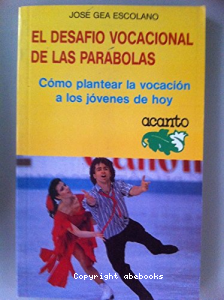 JOSÉ GEA ESCOLANO
EL DESAFIO VOCACIONAL
DE LAS PARÁBOLAS
Cómo plantear la vocación
a los jóvenes de hoy
acanto
Copyright abebooks